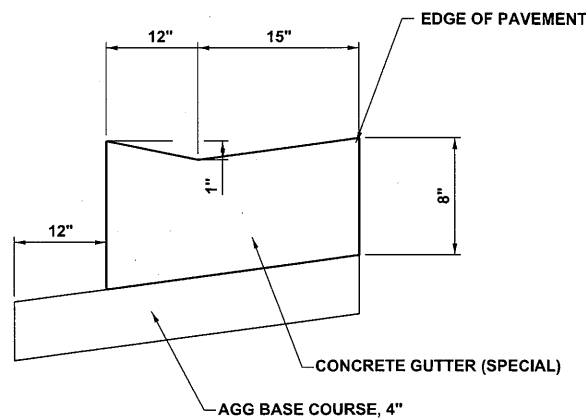 EDGE OF PAVEMENT
12" 15"
1"
8"
12"
CONCRETE GUTTER (SPECIAL)
AGG BASE COURSE, 4"